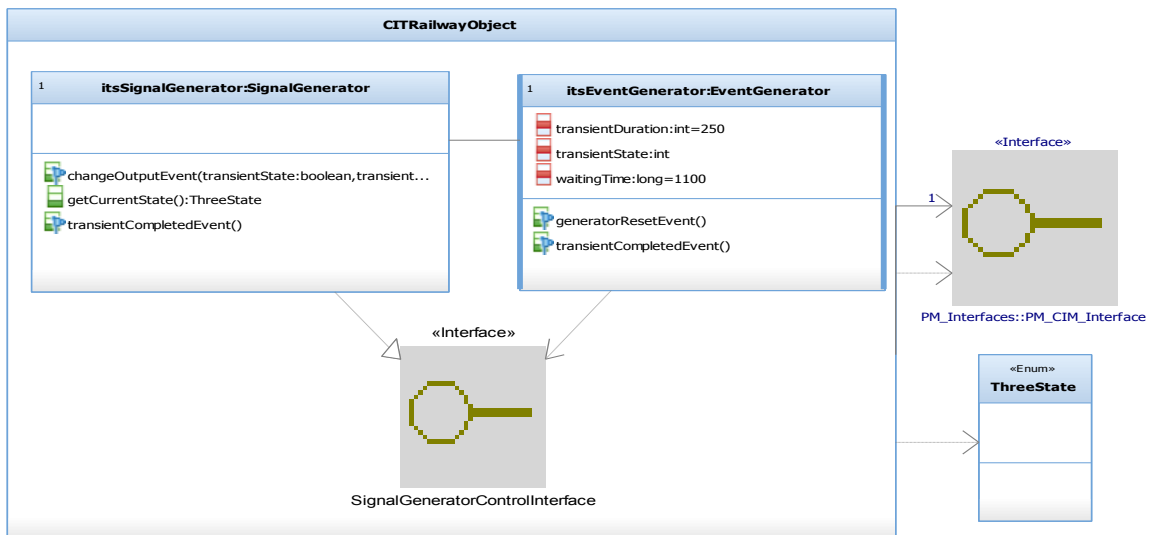 CITRailwayObject
1
itsSignalGenerator:SignalGenerator
changeOutputEvent(transientState:boolean,transient...
getCurrentState():ThreeState
transientCompletedEvent()
1
itsEventGenerator:EventGenerator
transientDuration:int=250
transientState:int
waitingTime:long=1100
generatorResetEvent()
transientCompletedEvent()
«Interface»
SignalGeneratorControlInterface
«Interface»
1
PM_Interfaces::PM_CIM_Interface
«Enum»
ThreeState